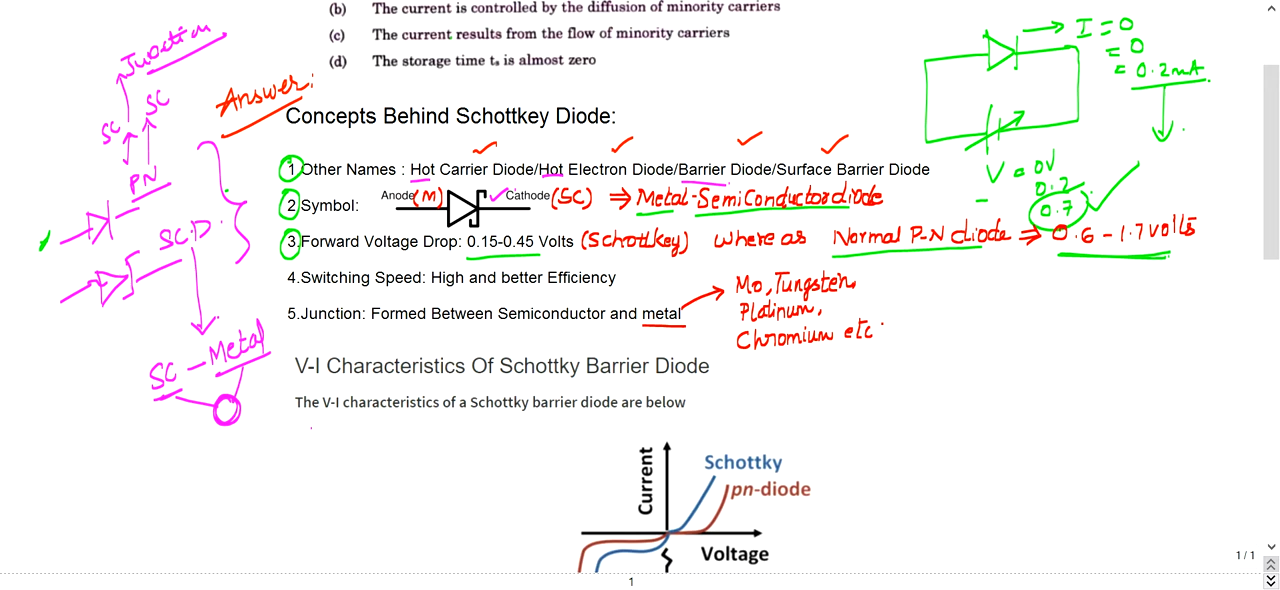 (b) The current is controlled by the diffusion of minority carriers
(c) The current results from the flow of minority carriers
(d) The storage time tₛ is almost zero
Answer:
Concepts Behind Schottkey Diode:
1.Other Names : Hot Carrier Diode/Hot Electron Diode/Barrier Diode/Surface Barrier Diode
2.Symbol: Anode(M) Cathode(SC) ⇒ Metal-SemiConductor diode
3.Forward Voltage Drop: 0.15-0.45 Volts (Schottkey) where as Normal P-N diode ⇒ 0.6-1.7 volts
4.Switching Speed: High and better Efficiency
5.Junction: Formed Between Semiconductor and metal
Mo, Tungsten,
Platinum,
Chromium etc.
Junction
SC SC
PN
SCD
SC-Metal
I = 0
= 0
= 0.2mA
V = 0V
0.2
0.7
V-I Characteristics Of Schottky Barrier Diode
The V-I characteristics of a Schottky barrier diode are below
Current
Schottky
pn-diode
Voltage
1 / 1
1